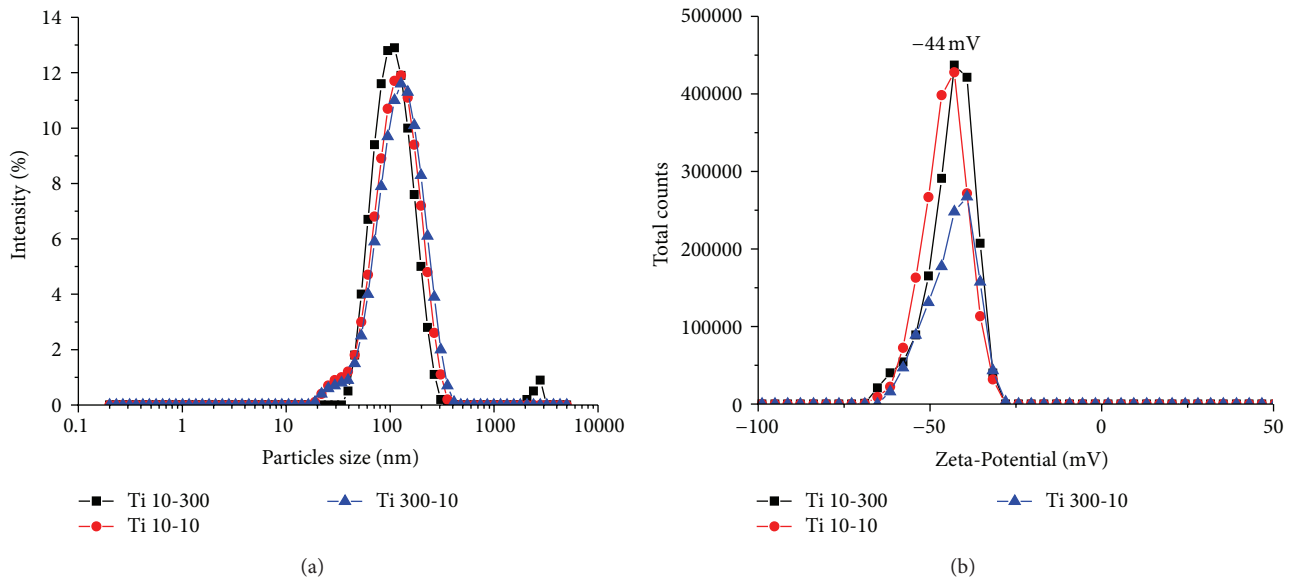 14
12
10
8
6
4
2
0
Intensity (%)
0.1 1 10 100 1000 10000
Particles size (nm)
Ti 10-300
Ti 10-10
Ti 300-10
(a)
500000
400000
300000
200000
100000
0
Total counts
−44 mV
−100 −50 0 50
Zeta-Potential (mV)
Ti 10-300
Ti 10-10
Ti 300-10
(b)